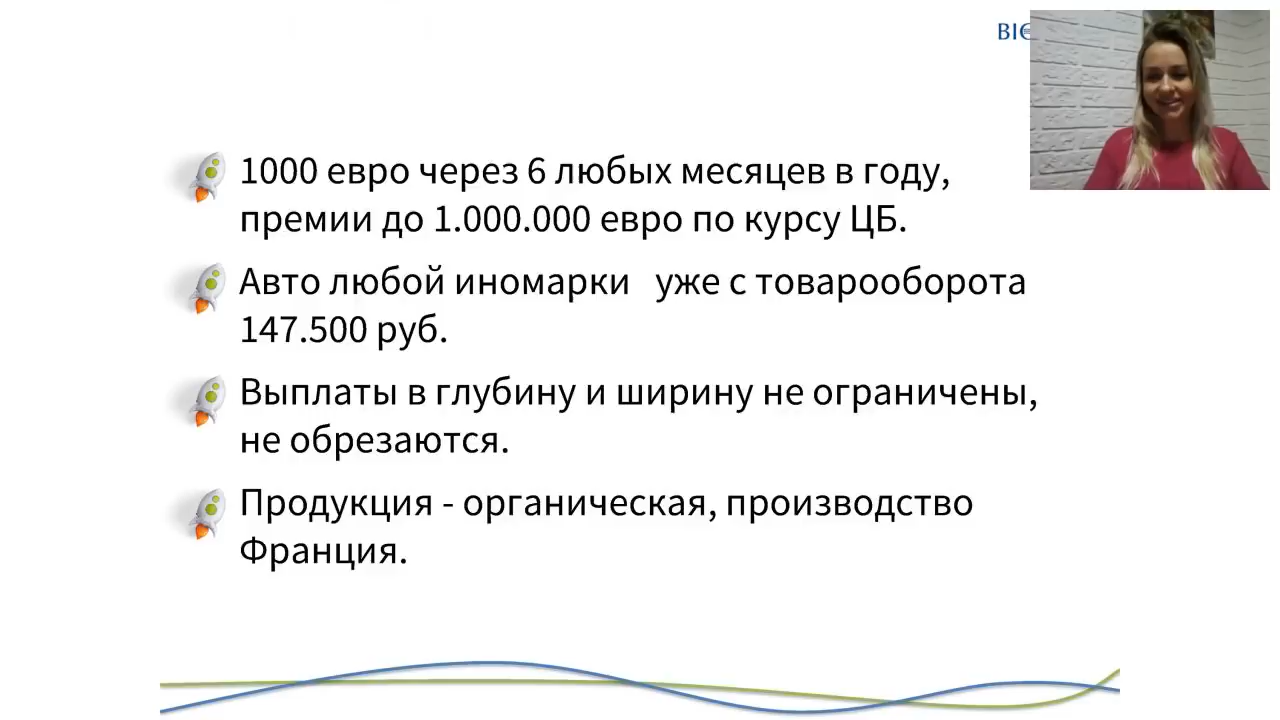 1000 евро через 6 любых месяцев в году,
премии до 1.000.000 евро по курсу ЦБ.
Авто любой иномарки уже с товарооборота
147.500 руб.
Выплаты в глубину и ширину не ограничены,
не обрезаются.
Продукция - органическая, производство
Франция.